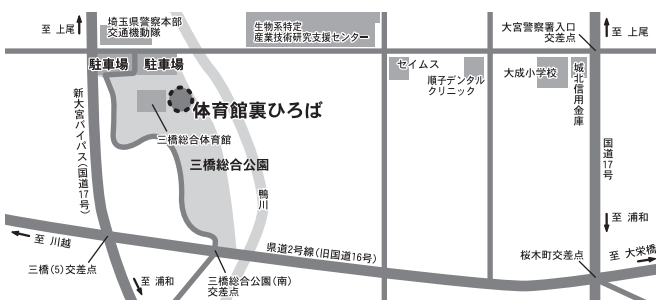 至 上尾
埼玉県警察本部
交通機動隊
生物系特定
産業技術研究支援センター
大宮警察署入口
交差点
至 上尾
駐車場
駐車場
セイムス
順子デンタル
クリニック
大成小学校
城北信用金庫
体育館裏ひろば
新大宮バイパス(国道17号)
三橋総合体育館
三橋総合公園
国道17号
鴨川
至 川越
至 浦和
県道2号線(旧国道16号)
桜木町交差点
至 大栄橋
三橋(5)交差点
至 浦和
三橋総合公園(南)
交差点